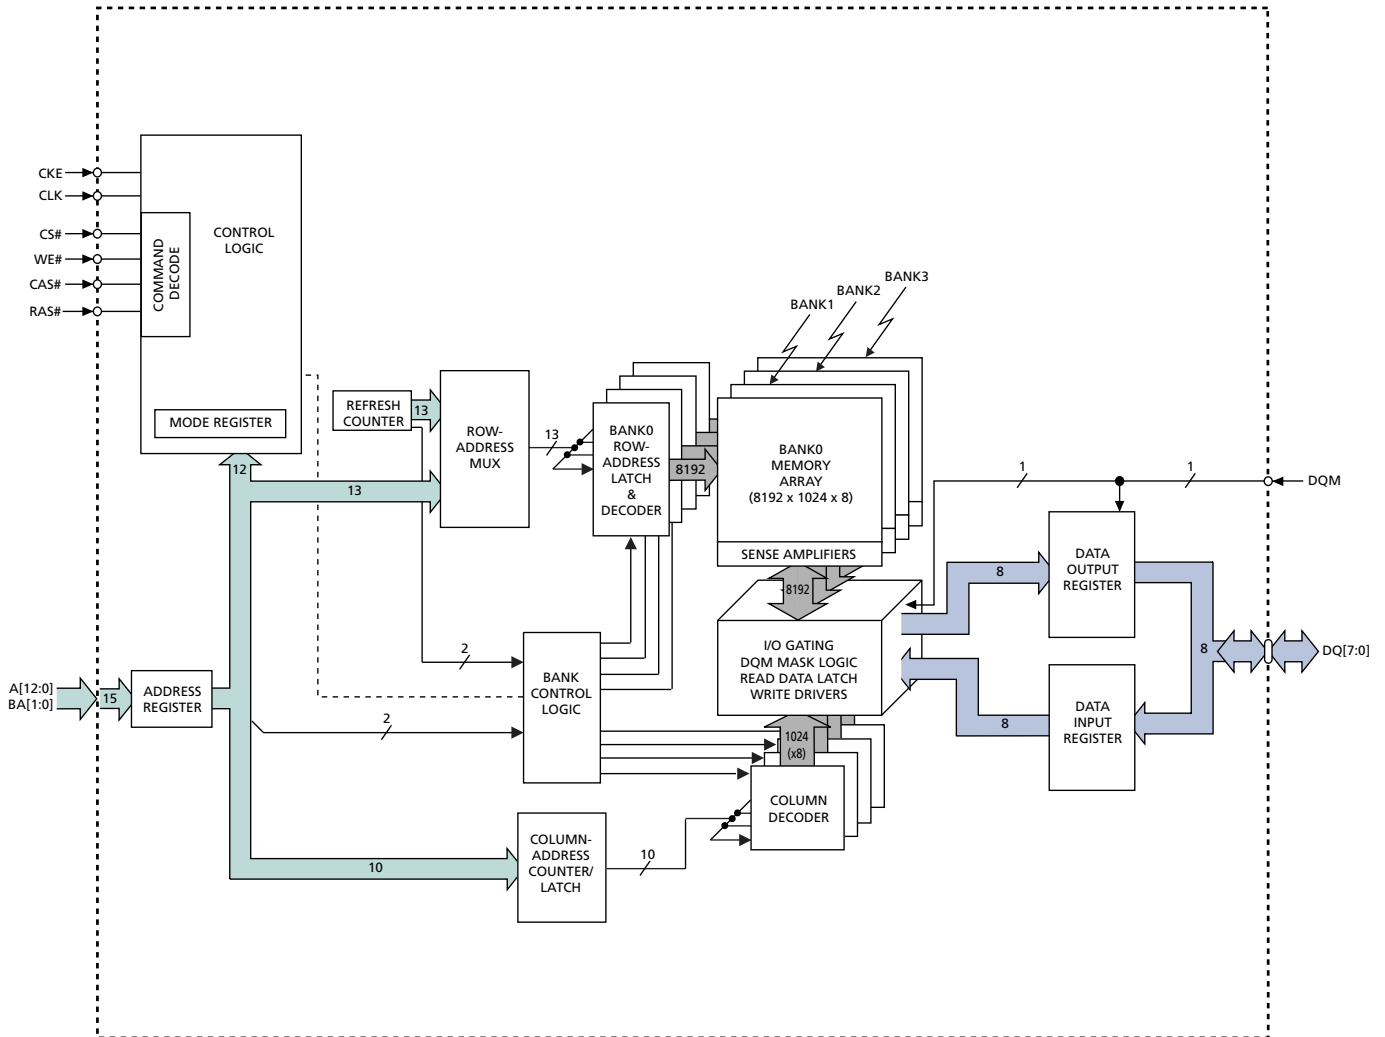 CKE
CLK
CS#
WE#
CAS#
RAS#
COMMAND
DECODE
CONTROL
LOGIC
MODE REGISTER
12
REFRESH
COUNTER
13
13
ROW-
ADDRESS
MUX
13
BANK0
ROW-
ADDRESS
LATCH
&
DECODER
8192
BANK1
BANK2
BANK3
BANK0
MEMORY
ARRAY
(8192 x 1024 x 8)
SENSE AMPLIFIERS
8192
I/O GATING
DQM MASK LOGIC
READ DATA LATCH
WRITE DRIVERS
1
1
DQM
8
DATA
OUTPUT
REGISTER
8
DQ[7:0]
8
DATA
INPUT
REGISTER
A[12:0]
BA[1:0]
15
ADDRESS
REGISTER
2
2
BANK
CONTROL
LOGIC
1024
(x8)
COLUMN
DECODER
10
COLUMN-
ADDRESS
COUNTER/
LATCH
10